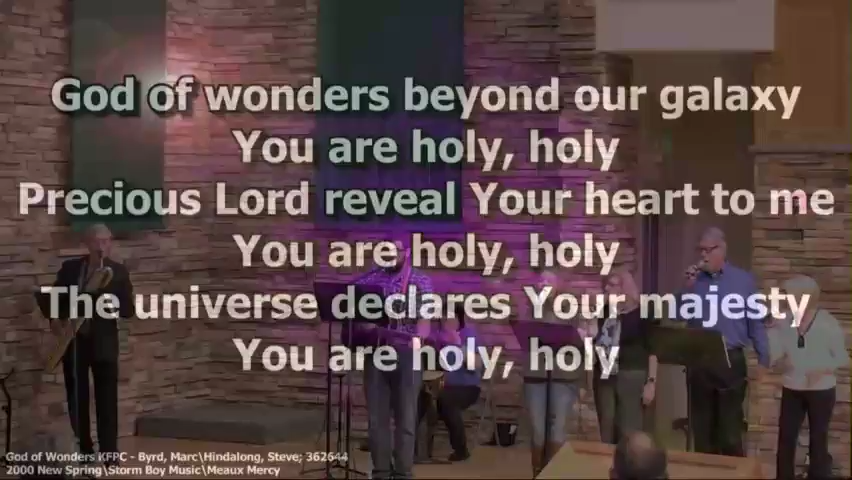 God of wonders beyond our galaxy
You are holy, holy
Precious Lord reveal Your heart to me
You are holy, holy
The universe declares Your majesty
You are holy, holy
God of Wonders KFPC - Byrd, Marc\Hindalong, Steve; 362644
2000 New Spring\Storm Boy Music\Meaux Mercy